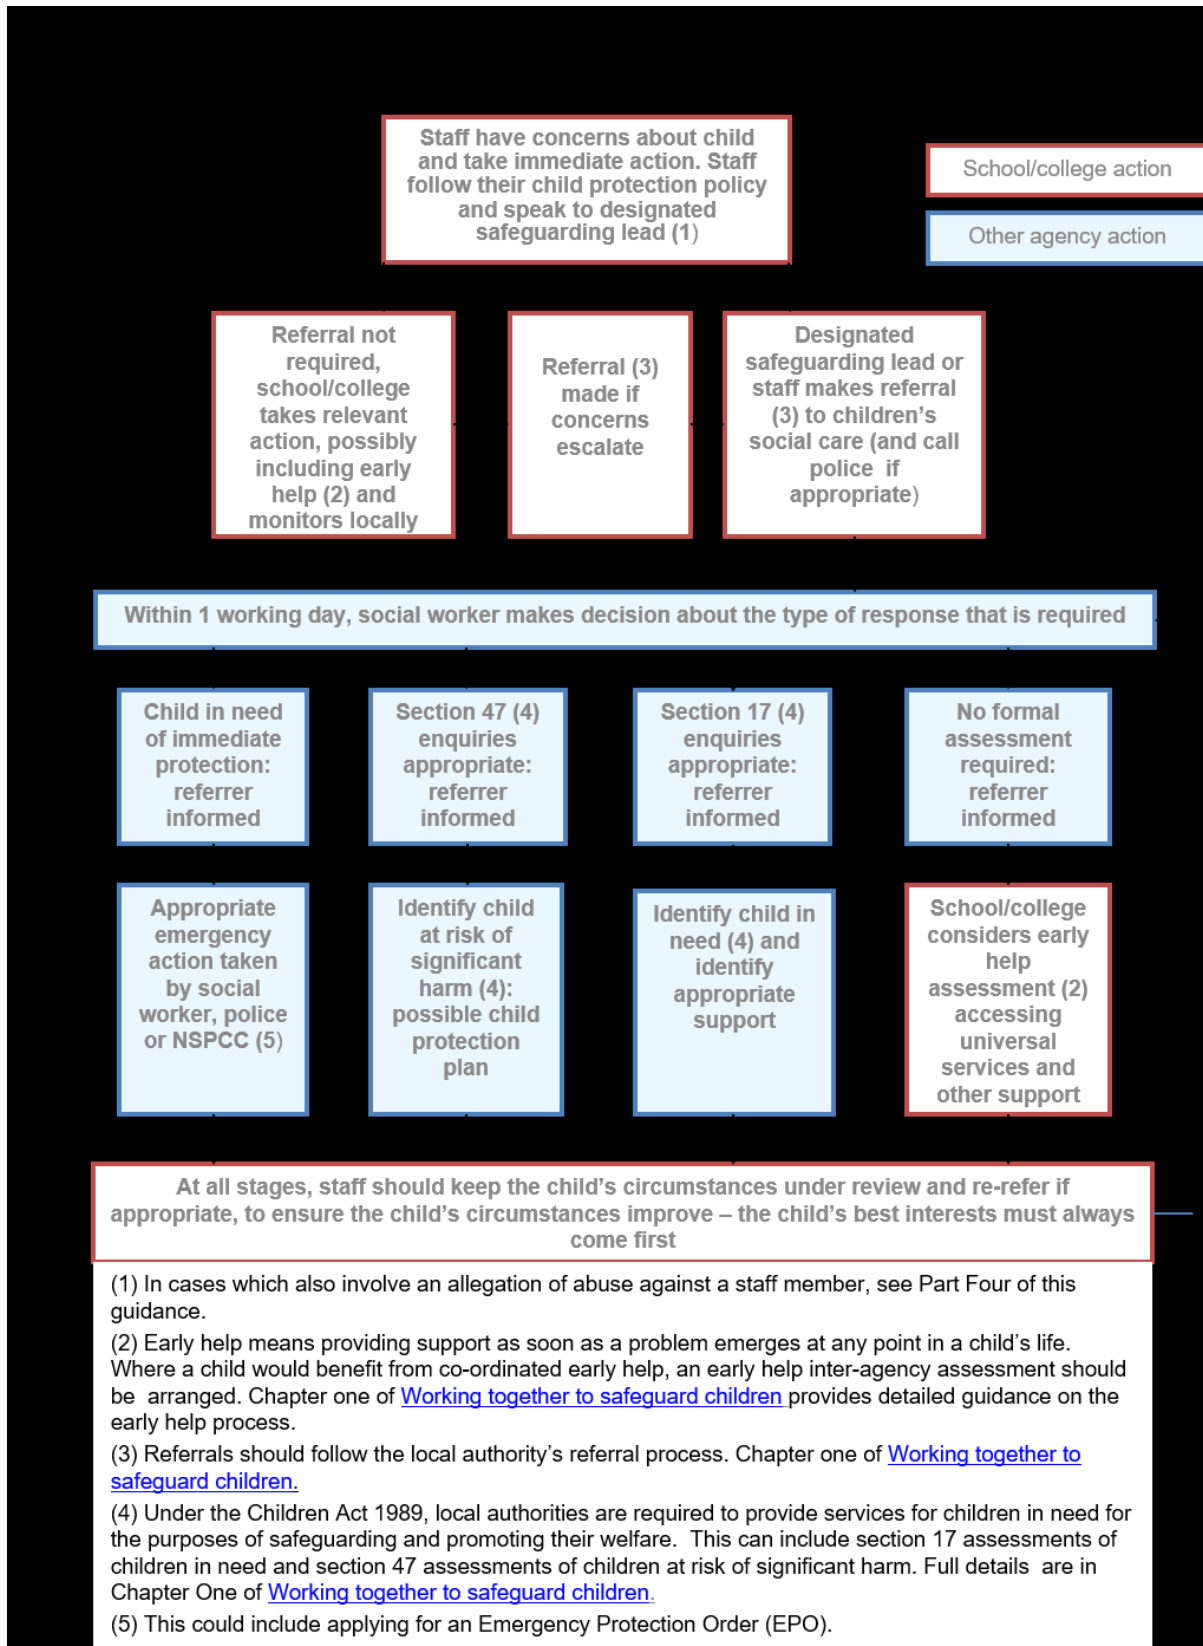 Staff have concerns about child
and take immediate action. Staff
follow their child protection policy
and speak to designated
safeguarding lead (1)
School/college action
Other agency action
Referral not
required,
school/college
takes relevant
action, possibly
including early
help (2) and
monitors locally
Referral (3)
made if
concerns
escalate
Designated
safeguarding lead or
staff makes referral
(3) to children’s
social care (and call
police if
appropriate)
Within 1 working day, social worker makes decision about the type of response that is required
Child in need
of immediate
protection:
referrer
informed
Section 47 (4)
enquiries
appropriate:
referrer
informed
Section 17 (4)
enquiries
appropriate:
referrer
informed
No formal
assessment
required:
referrer
informed
Appropriate
emergency
action taken
by social
worker, police
or NSPCC (5)
Identify child
at risk of
significant
harm (4):
possible child
protection
plan
Identify child in
need (4) and
identify
appropriate
support
School/college
considers early
help
assessment (2)
accessing
universal
services and
other support
At all stages, staff should keep the child’s circumstances under review and re-refer if
appropriate, to ensure the child’s circumstances improve – the child’s best interests must always
come first
(1) In cases which also involve an allegation of abuse against a staff member, see Part Four of this
guidance.
(2) Early help means providing support as soon as a problem emerges at any point in a child’s life.
Where a child would benefit from co-ordinated early help, an early help inter-agency assessment should
be arranged. Chapter one of Working together to safeguard children provides detailed guidance on the
early help process.
(3) Referrals should follow the local authority’s referral process. Chapter one of Working together to
safeguard children.
(4) Under the Children Act 1989, local authorities are required to provide services for children in need for
the purposes of safeguarding and promoting their welfare. This can include section 17 assessments of
children in need and section 47 assessments of children at risk of significant harm. Full details are in
Chapter One of Working together to safeguard children.
(5) This could include applying for an Emergency Protection Order (EPO).